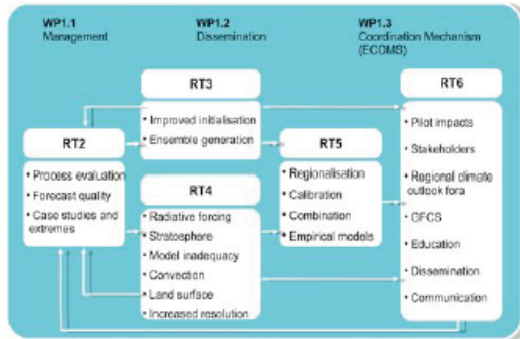 WP1.1
Management
WP1.2
Dissemination
WP1.3
Coordination Mechanism
(ECOMS)
RT3
• Improved initialisation
• Ensemble generation
RT2
• Process evaluation
• Forecast quality
• Case studies and
extremes
RT4
• Radiative forcing
• Stratosphere
• Model inadequacy
• Convection
• Land surface
• Increased resolution
RT5
• Regionalisation
• Calibration
• Combination
• Empirical models
RT6
• Pilot impacts
• Stakeholders
• Regional climate
outlook fora
• GFCS
• Education
• Dissemination
• Communication